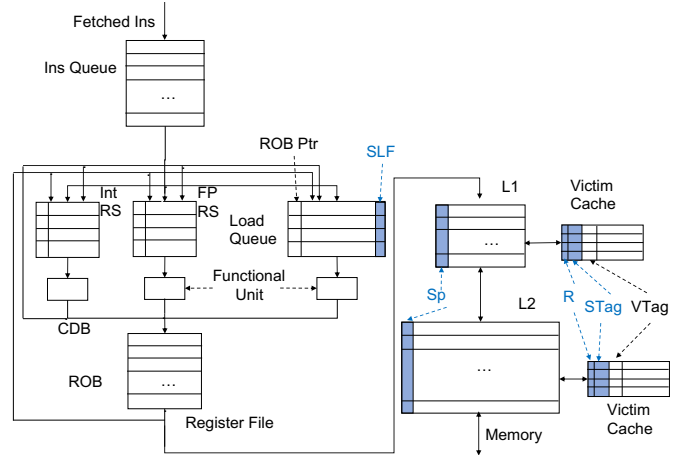 Fetched Ins
Ins Queue
...
ROB Ptr
SLF
Int
RS
FP
RS
Load
Queue
L1
...
Victim
Cache
Functional
Unit
Sp
L2
R
STag
VTag
CDB
ROB
...
...
Register File
Memory
Victim
Cache